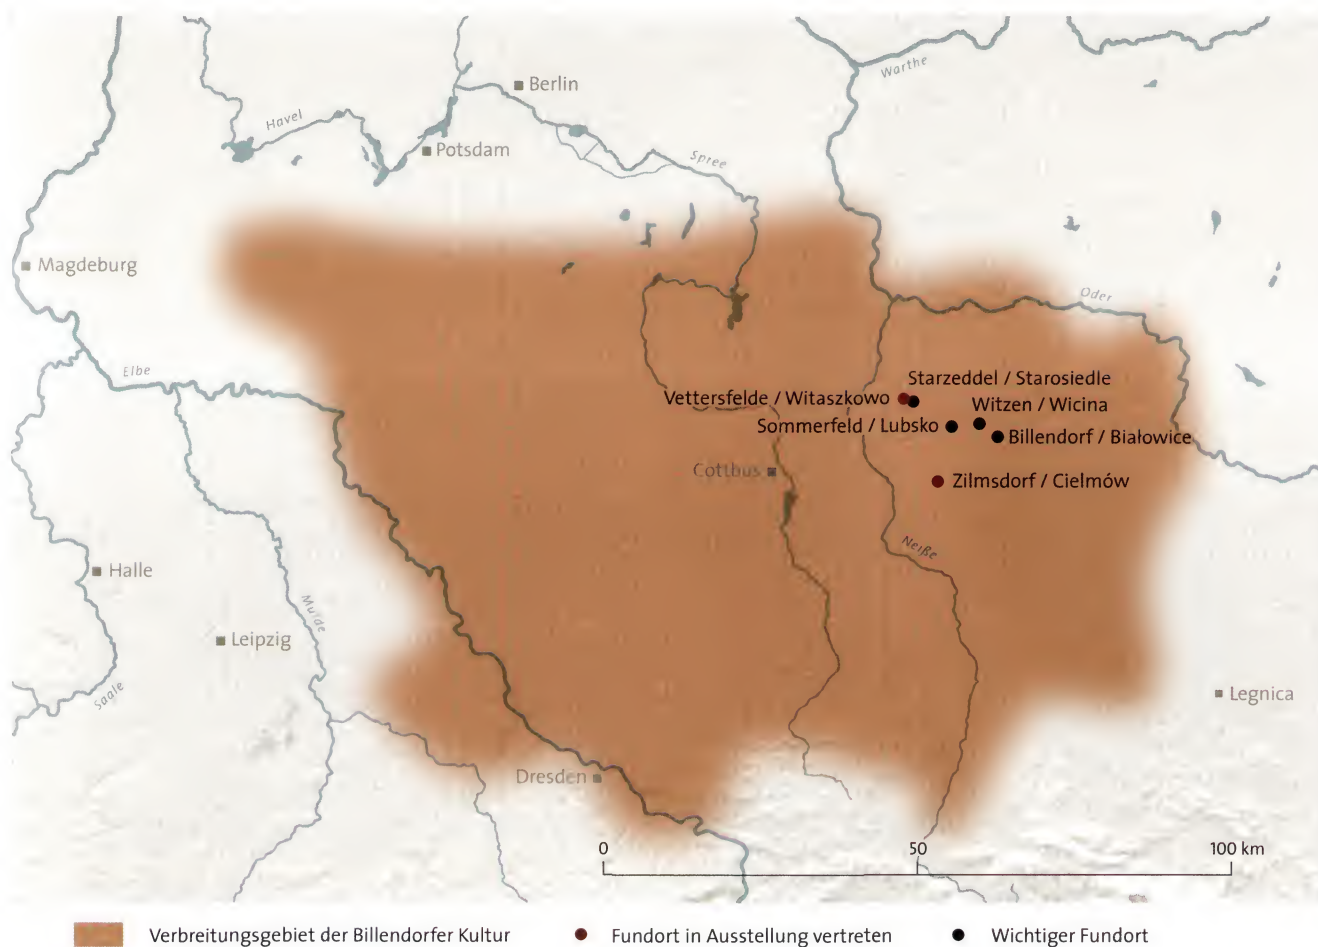 Warthe
Berlin
Havel
Potsdam
Spree
Magdeburg
Oder
Elbe
Starzeddel / Starosiedle
Vettersfelde / Witaszkowo
Witzen / Wicina
Sommerfeld / Lubsko
Billendorf / Białowice
Cottbus
Zilmsdorf / Cielmów
Neiße
Halle
Mulde
Leipzig
Saale
Legnica
Dresden
0 50 100 km
Verbreitungsgebiet der Billendorfer Kultur
Fundort in Ausstellung vertreten
Wichtiger Fundort